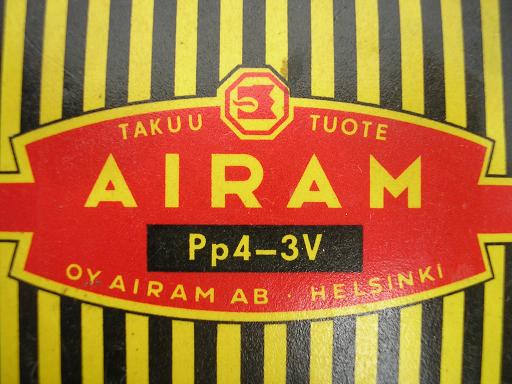 TAKUU TUOTE
AIRAM
Pp4–3V
OY AIRAM AB · HELSINKI